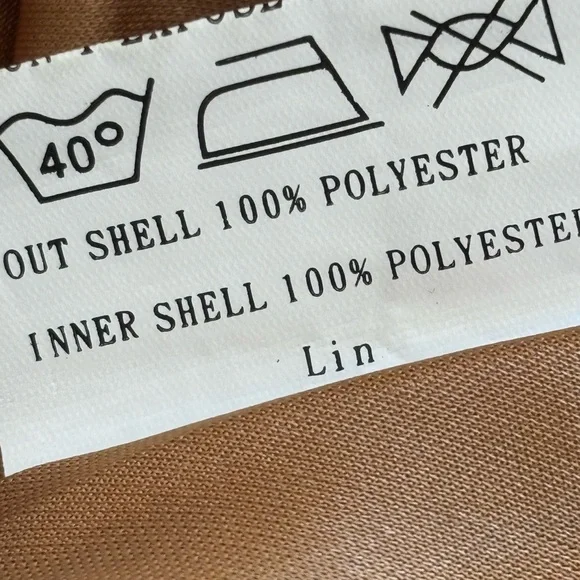 40°
OUT SHELL 100% POLYESTER
INNER SHELL 100% POLYESTER
Lin